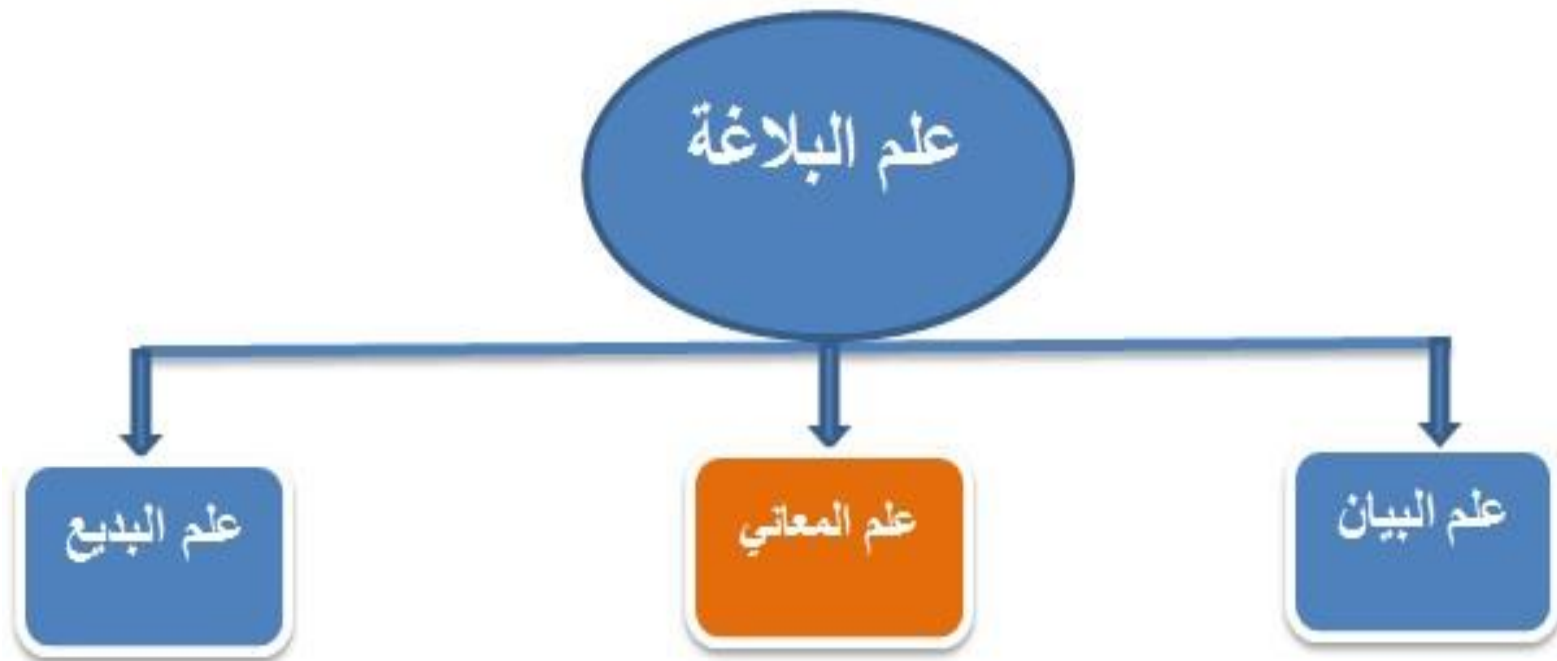 علم البلاغة
علم البيان
علم المعاني
علم البديع